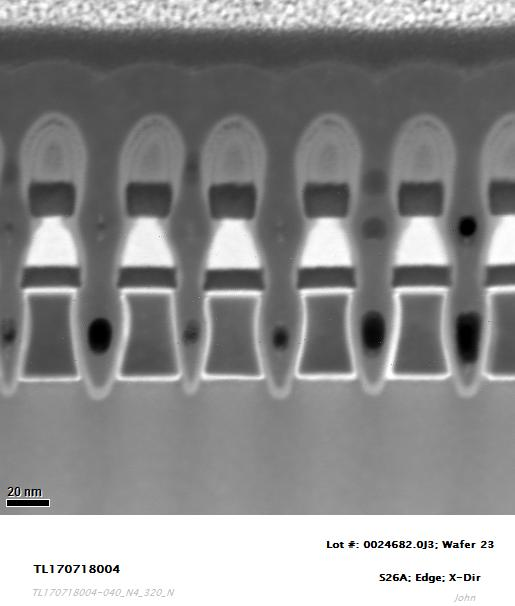 20 nm
Lot #: 0024682.0J3; Wafer 23
TL170718004
S26A; Edge; X-Dir
TL170718004-040_N4_320_N
John